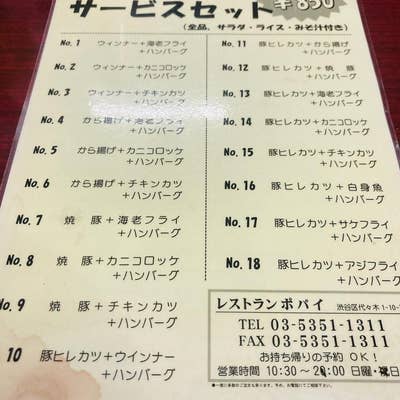 サービスセット ¥850
(全品、サラダ・ライス・みそ汁付き)
No. 1 ウィンナー+海老フライ
+ハンバーグ
No. 2 ウィンナー+カニコロッケ
+ハンバーグ
No. 3 ウィンナー+チキンカツ
+ハンバーグ
No. 4 から揚げ+海老フライ
+ハンバーグ
No. 5 から揚げ+カニコロッケ
+ハンバーグ
No. 6 から揚げ+チキンカツ
+ハンバーグ
No. 7 焼豚+海老フライ
+ハンバーグ
No. 8 焼豚+カニコロッケ
+ハンバーグ
No. 9 焼豚+チキンカツ
+ハンバーグ
10 豚ヒレカツ+ウインナー
+ハンバーグ
No. 11 豚ヒレカツ+から揚げ
+ハンバーグ
No. 12 豚ヒレカツ+焼豚
+ハンバーグ
No. 13 豚ヒレカツ+海老フライ
+ハンバーグ
No. 14 豚ヒレカツ+カニコロッケ
+ハンバーグ
No. 15 豚ヒレカツ+チキンカツ
+ハンバーグ
No. 16 豚ヒレカツ+白身魚
+ハンバーグ
No. 17 豚ヒレカツ+サケフライ
+ハンバーグ
No. 18 豚ヒレカツ+アジフライ
+ハンバーグ
レストランポパイ 渋谷区代々木1-10-
TEL 03-5351-1311
FAX 03-5351-1311
お持ち帰りの予約OK!
営業時間 10:30~20:00 日曜・祝日